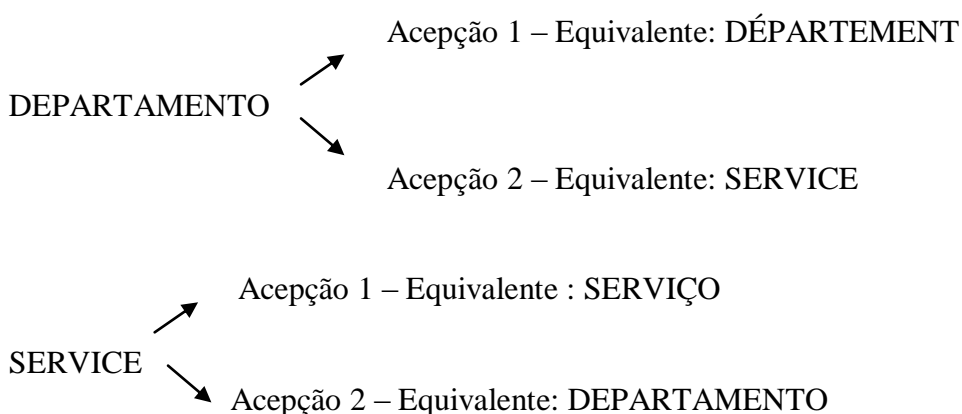 Acepção 1 – Equivalente: DÉPARTEMENT
DEPARTAMENTO
Acepção 2 – Equivalente: SERVICE
Acepção 1 – Equivalente : SERVIÇO
SERVICE
Acepção 2 – Equivalente: DEPARTAMENTO